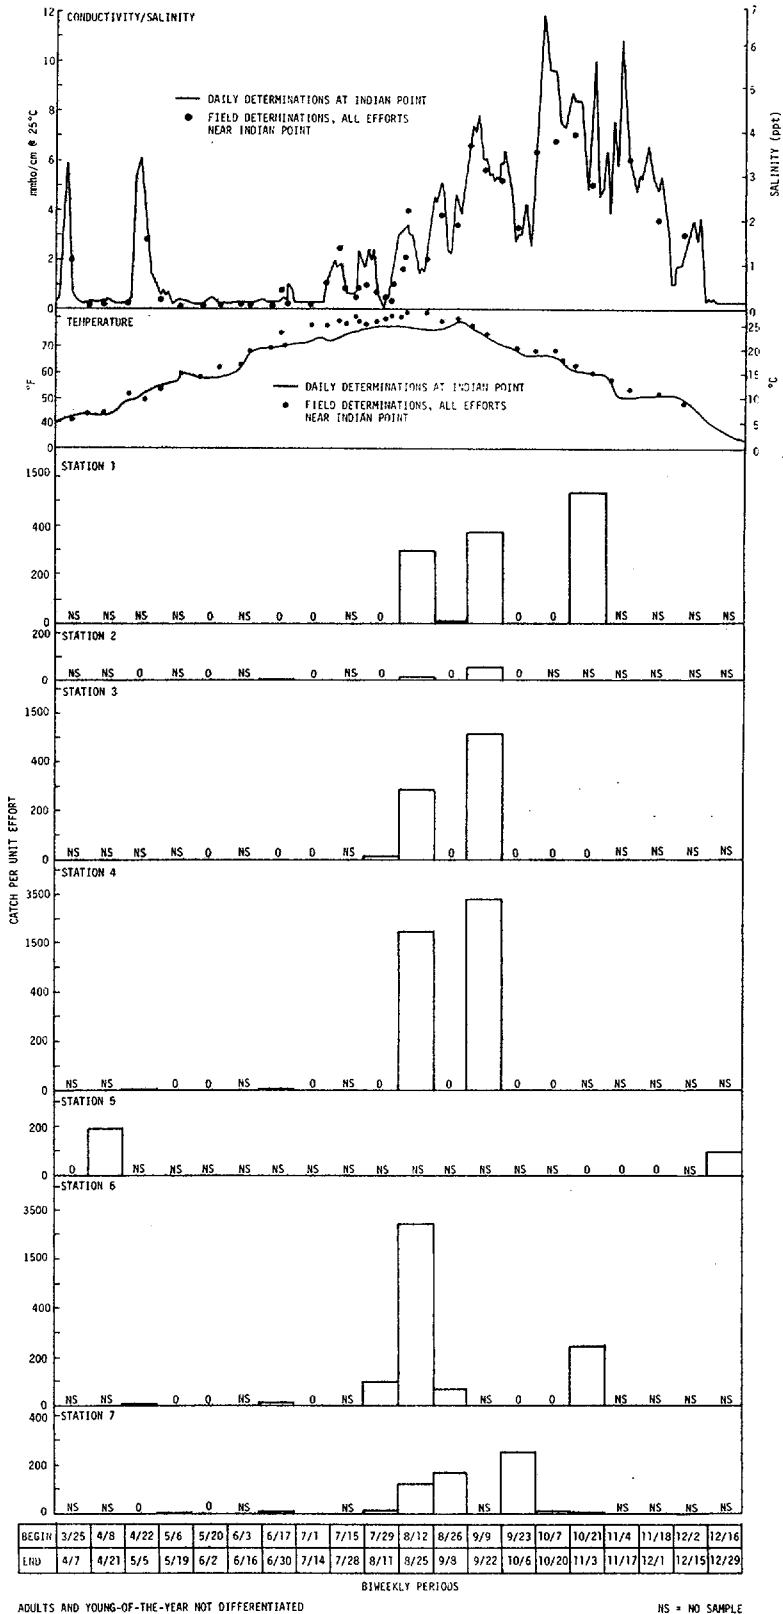 CONDUCTIVITY/SALINITY
12
10
8
6
4
2
0
mmho/cm @ 25°C
7
6
5
4
3
2
1
0
SALINITY (ppt)
DAILY DETERMINATIONS AT INDIAN POINT
FIELD DETERMINATIONS, ALL EFFORTS
NEAR INDIAN POINT
TEMPERATURE
70
60
50
40
0
°F
25
20
15
10
5
0
°C
DAILY DETERMINATIONS AT INDIAN POINT
FIELD DETERMINATIONS, ALL EFFORTS
NEAR INDIAN POINT
CATCH PER UNIT EFFORT
STATION 1
1500
400
200
0
NS NS NS NS 0 NS 0 0 NS 0 0 0 NS NS NS NS
STATION 2
200
0
NS NS 0 NS 0 NS 0 NS 0 0 0 NS NS NS NS NS NS
STATION 3
1500
400
200
0
NS NS NS NS 0 NS 0 0 NS 0 0 0 0 NS NS NS NS
STATION 4
3500
1500
400
200
0
NS NS 0 0 NS 0 NS 0 0 0 0 NS NS NS NS NS
STATION 5
200
0
0 NS NS NS NS NS NS NS NS NS NS NS NS NS 0 0 0 NS
STATION 6
3500
1500
400
200
0
NS NS 0 0 NS 0 NS NS 0 0 NS NS NS NS
STATION 7
400
200
0
NS NS 0 0 NS 0 NS NS NS NS NS NS
BEGIN 3/25 4/8 4/22 5/6 5/20 6/3 6/17 7/1 7/15 7/29 8/12 8/26 9/9 9/23 10/7 10/21 11/4 11/18 12/2 12/16
END 4/7 4/21 5/5 5/19 6/2 6/16 6/30 7/14 7/28 8/11 8/25 9/8 9/22 10/6 10/20 11/3 11/17 12/1 12/15 12/29
BIWEEKLY PERIODS
ADULTS AND YOUNG-OF-THE-YEAR NOT DIFFERENTIATED
NS = NO SAMPLE